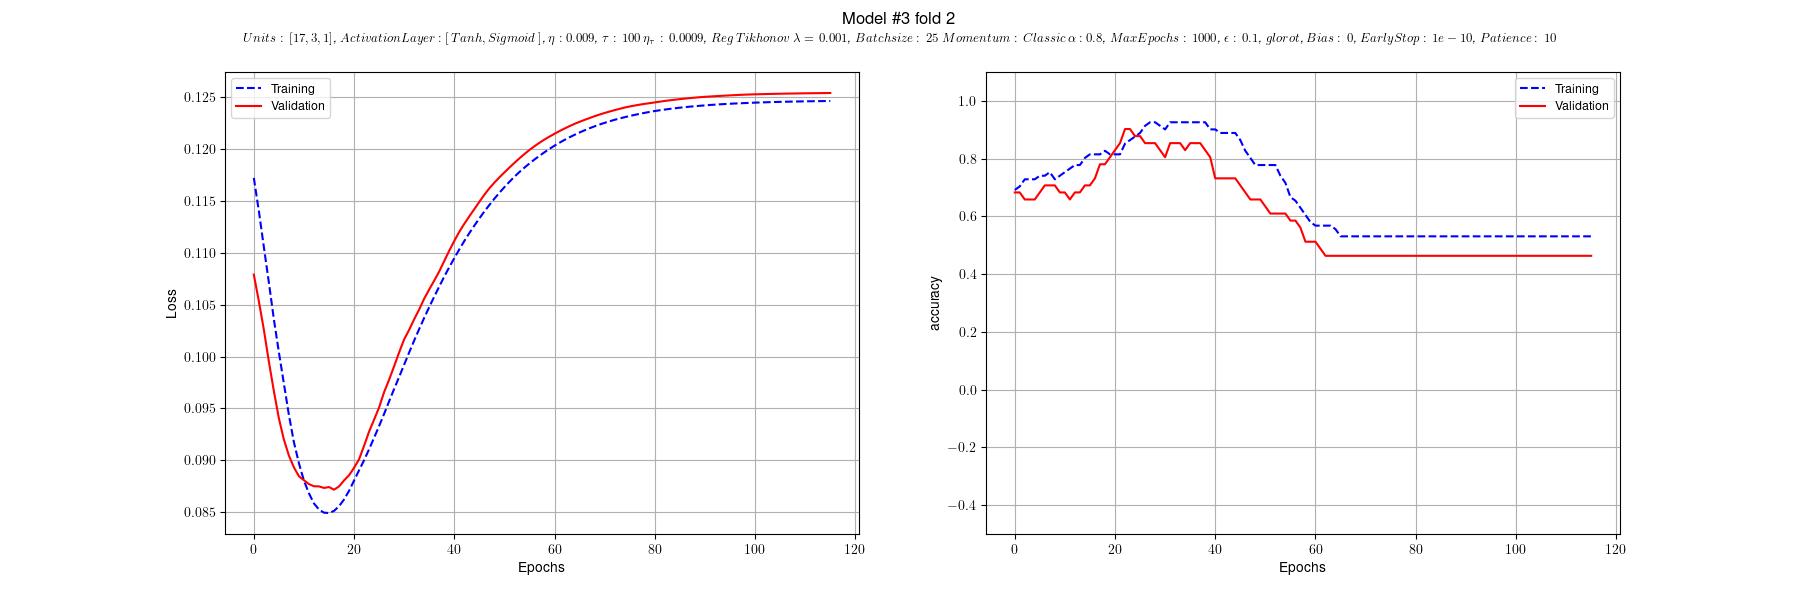 Model #3 fold 2
Units : [17, 3, 1], ActivationLayer : [Tanh, Sigmoid ], η : 0.009, τ : 100 ητ : 0.0009, Reg Tikhonov λ = 0.001, Batchsize : 25 Momentum : Classic α : 0.8, MaxEpochs : 1000, ϵ : 0.1, glorot, Bias : 0, EarlyStop : 1e − 10, Patience : 10
Training
Validation
0.125
0.120
0.115
0.110
0.105
0.100
0.095
0.090
0.085
Loss
0 20 40 60 80 100 120
Epochs
Training
Validation
1.0
0.8
0.6
0.4
0.2
0.0
−0.2
−0.4
accuracy
0 20 40 60 80 100 120
Epochs